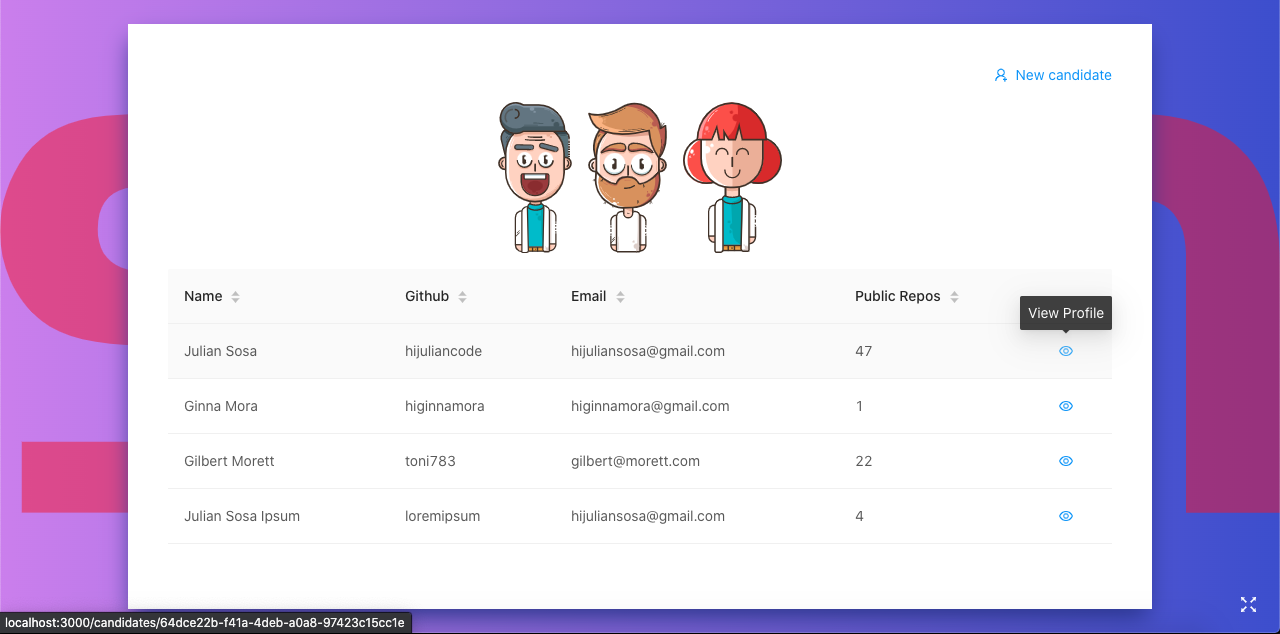 New candidate
Name Github Email Public Repos
View Profile
Julian Sosa hijuliancode hijuliansosa@gmail.com 47
Ginna Mora higinnamora higinnamora@gmail.com 1
Gilbert Morett toni783 gilbert@morett.com 22
Julian Sosa Ipsum loremipsum hijuliansosa@gmail.com 4
localhost:3000/candidates/64dce22b-f41a-4deb-a0a8-97423c15cc1e